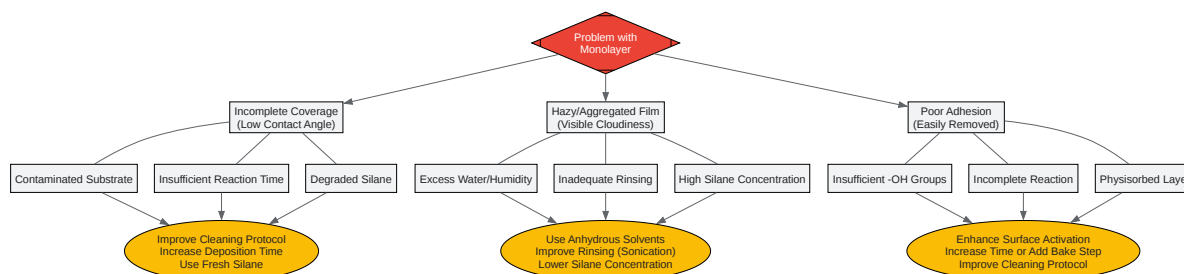 Problem with
Monolayer
Incomplete Coverage
(Low Contact Angle)
Hazy/Aggregated Film
(Visible Cloudiness)
Poor Adhesion
(Easily Removed)
Contaminated Substrate
Insufficient Reaction Time
Degraded Silane
Excess Water/Humidity
Inadequate Rinsing
High Silane Concentration
Insufficient -OH Groups
Incomplete Reaction
Physisorbed Laye
Improve Cleaning Protocol
Increase Deposition Time
Use Fresh Silane
Use Anhydrous Solvents
Improve Rinsing (Sonication)
Lower Silane Concentration
Enhance Surface Activation
Increase Time or Add Bake Step
Improve Cleaning Protocol